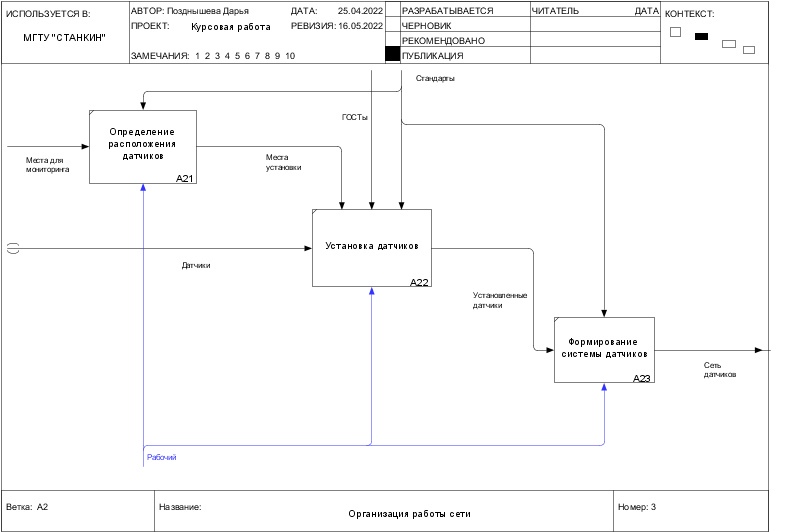 ИСПОЛЬЗУЕТСЯ В:
МГТУ "СТАНКИН"
АВТОР: Позднышева Дарья
ДАТА: 25.04.2022
ПРОЕКТ: Курсовая работа
РЕВИЗИЯ: 16.05.2022
ЗАМЕЧАНИЯ: 1 2 3 4 5 6 7 8 9 10
РАЗРАБАТЫВАЕТСЯ
ЧЕРНОВИК
РЕКОМЕНДОВАНО
ПУБЛИКАЦИЯ
ЧИТАТЕЛЬ
ДАТА
КОНТЕКСТ:
Стандарты
ГОСТы
Определение
расположения
датчиков
A21
Места для
мониторинга
Места
установки
Установка датчиков
A22
Датчики
Установленные
датчики
Формирование
системы датчиков
A23
Сеть
датчиков
Рабочий
Ветка: A2
Название:
Организация работы сети
Номер: 3